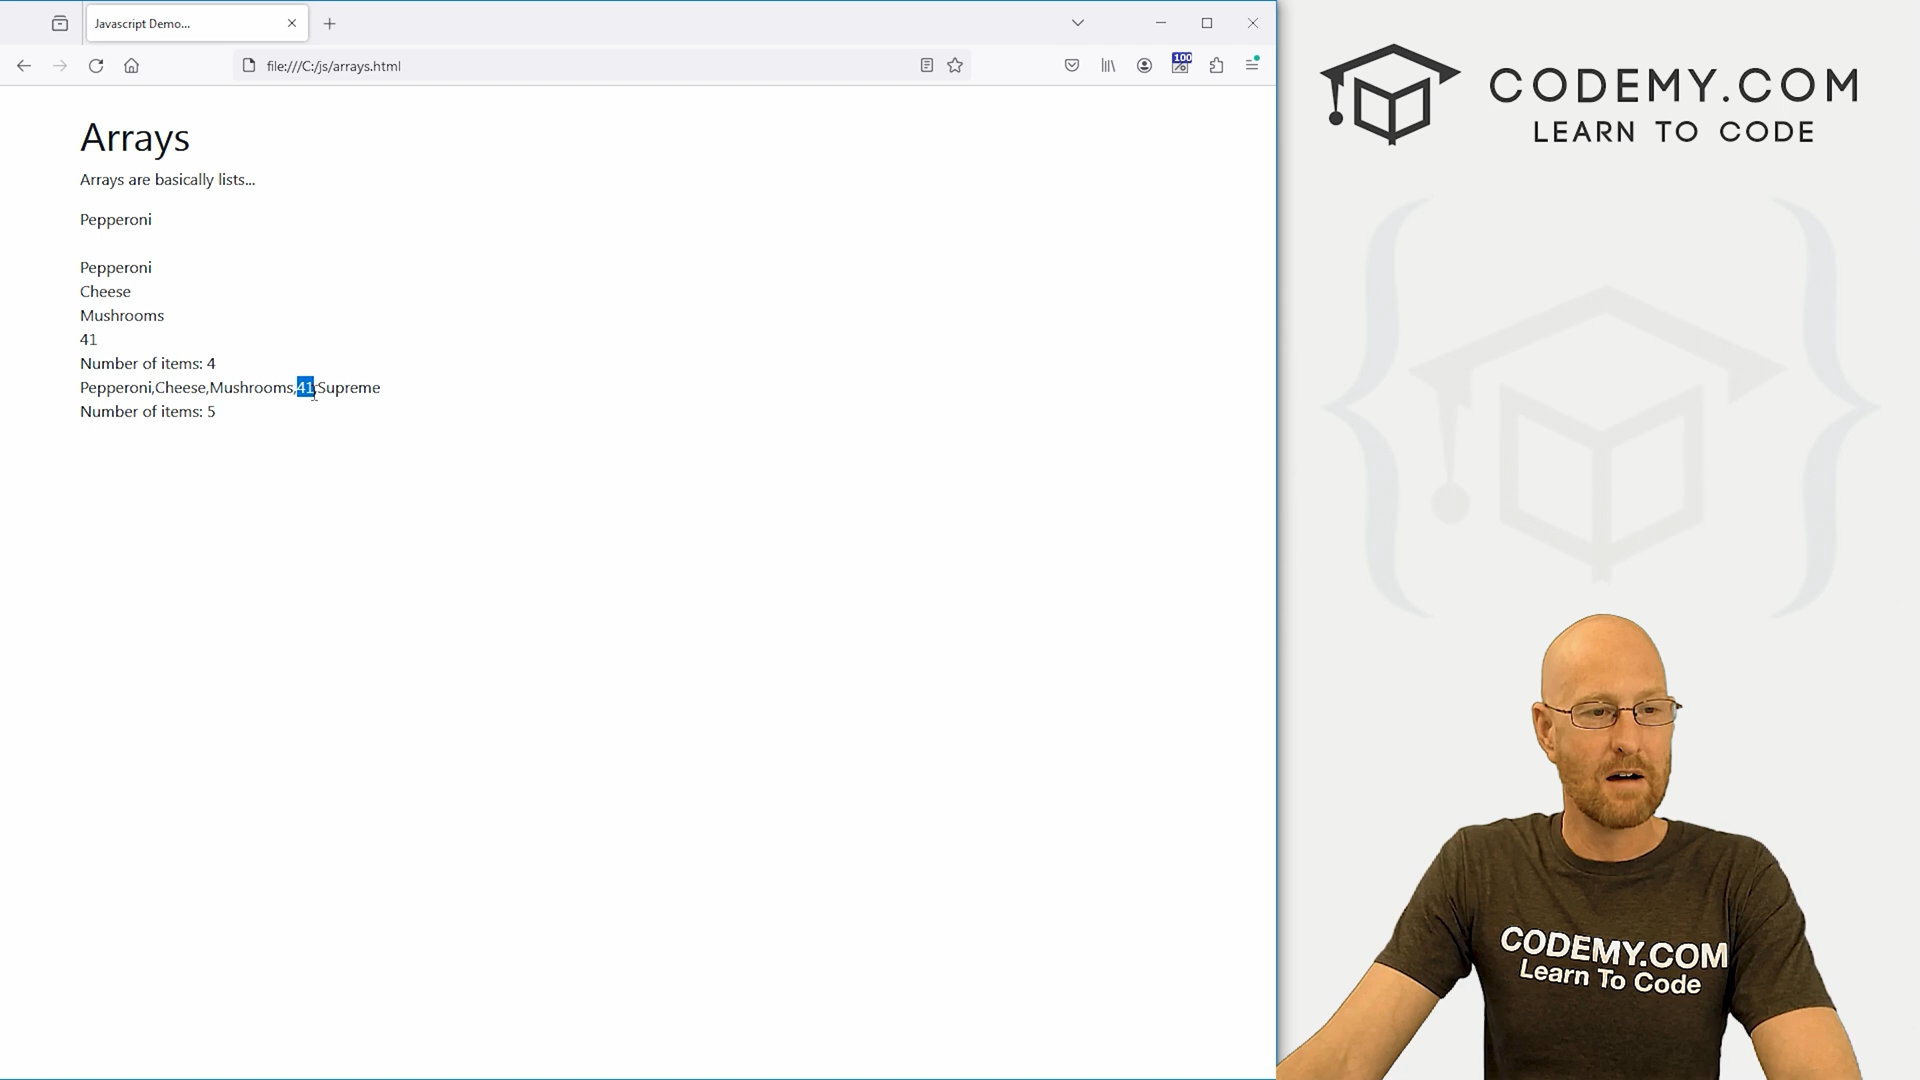 Javascript Demo...
file:///C:/js/arrays.html
100
Arrays
Arrays are basically lists...
Pepperoni
Pepperoni
Cheese
Mushrooms
41
Number of items: 4
Pepperoni,Cheese,Mushrooms,41,Supreme
Number of items: 5
CODEMY.COM
LEARN TO CODE
CODEMY.COM
Learn To Code